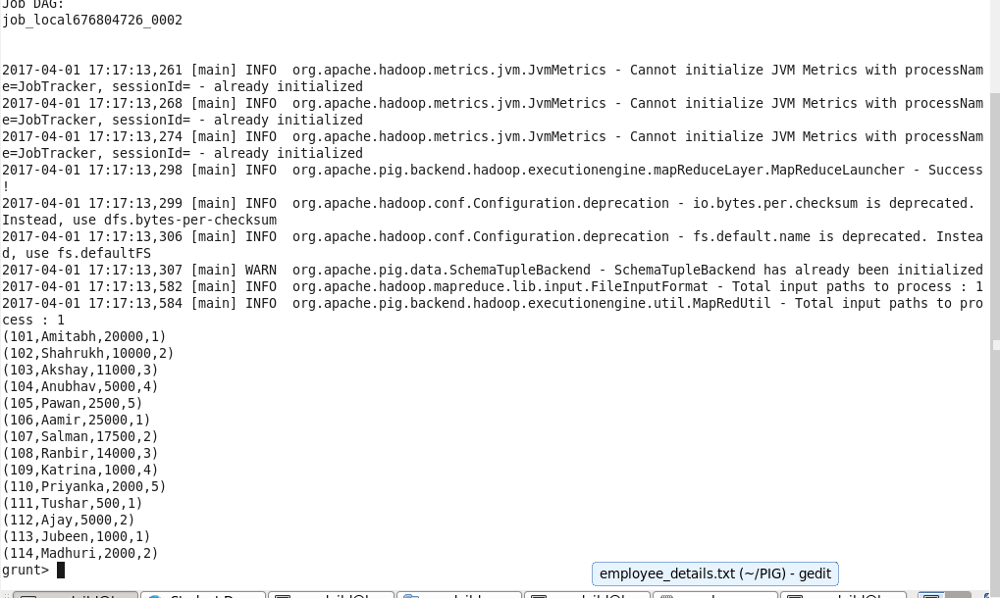 Job DAG:
job_local676804726_0002
2017-04-01 17:17:13,261 [main] INFO  org.apache.hadoop.metrics.jvm.JvmMetrics - Cannot initialize JVM Metrics with processNam
e=JobTracker, sessionId= - already initialized
2017-04-01 17:17:13,268 [main] INFO  org.apache.hadoop.metrics.jvm.JvmMetrics - Cannot initialize JVM Metrics with processNam
e=JobTracker, sessionId= - already initialized
2017-04-01 17:17:13,274 [main] INFO  org.apache.hadoop.metrics.jvm.JvmMetrics - Cannot initialize JVM Metrics with processNam
e=JobTracker, sessionId= - already initialized
2017-04-01 17:17:13,298 [main] INFO  org.apache.pig.backend.hadoop.executionengine.mapReduceLayer.MapReduceLauncher - Success
!
2017-04-01 17:17:13,299 [main] INFO  org.apache.hadoop.conf.Configuration.deprecation - io.bytes.per.checksum is deprecated.
Instead, use dfs.bytes-per-checksum
2017-04-01 17:17:13,306 [main] INFO  org.apache.hadoop.conf.Configuration.deprecation - fs.default.name is deprecated. Instea
d, use fs.defaultFS
2017-04-01 17:17:13,307 [main] WARN  org.apache.pig.data.SchemaTupleBackend - SchemaTupleBackend has already been initialized
2017-04-01 17:17:13,582 [main] INFO  org.apache.hadoop.mapreduce.lib.input.FileInputFormat - Total input paths to process : 1
2017-04-01 17:17:13,584 [main] INFO  org.apache.pig.backend.hadoop.executionengine.util.MapRedUtil - Total input paths to pro
cess : 1
(101,Amitabh,20000,1)
(102,Shahrukh,10000,2)
(103,Akshay,11000,3)
(104,Anubhav,5000,4)
(105,Pawan,2500,5)
(106,Aamir,25000,1)
(107,Salman,17500,2)
(108,Ranbir,14000,3)
(109,Katrina,1000,4)
(110,Priyanka,2000,5)
(111,Tushar,500,1)
(112,Ajay,5000,2)
(113,Jubeen,1000,1)
(114,Madhuri,2000,2)
grunt>
employee_details.txt (~/PIG) - gedit